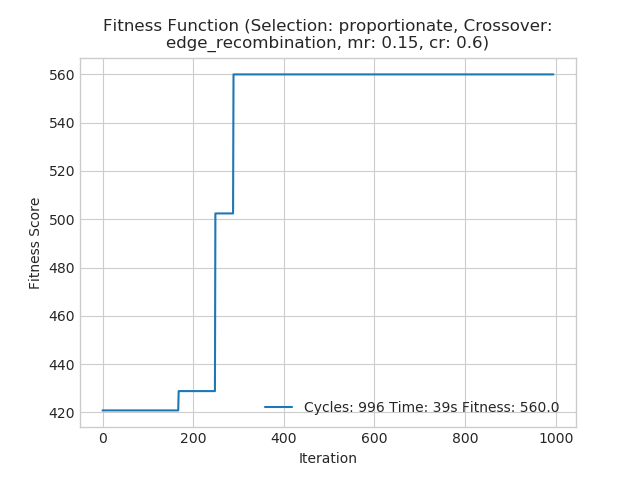 Fitness Function (Selection: proportionate, Crossover:
edge_recombination, mr: 0.15, cr: 0.6)
560
540
520
500
480
460
440
420
Fitness Score
Cycles: 996 Time: 39s Fitness: 560.0
0 200 400 600 800 1000
Iteration